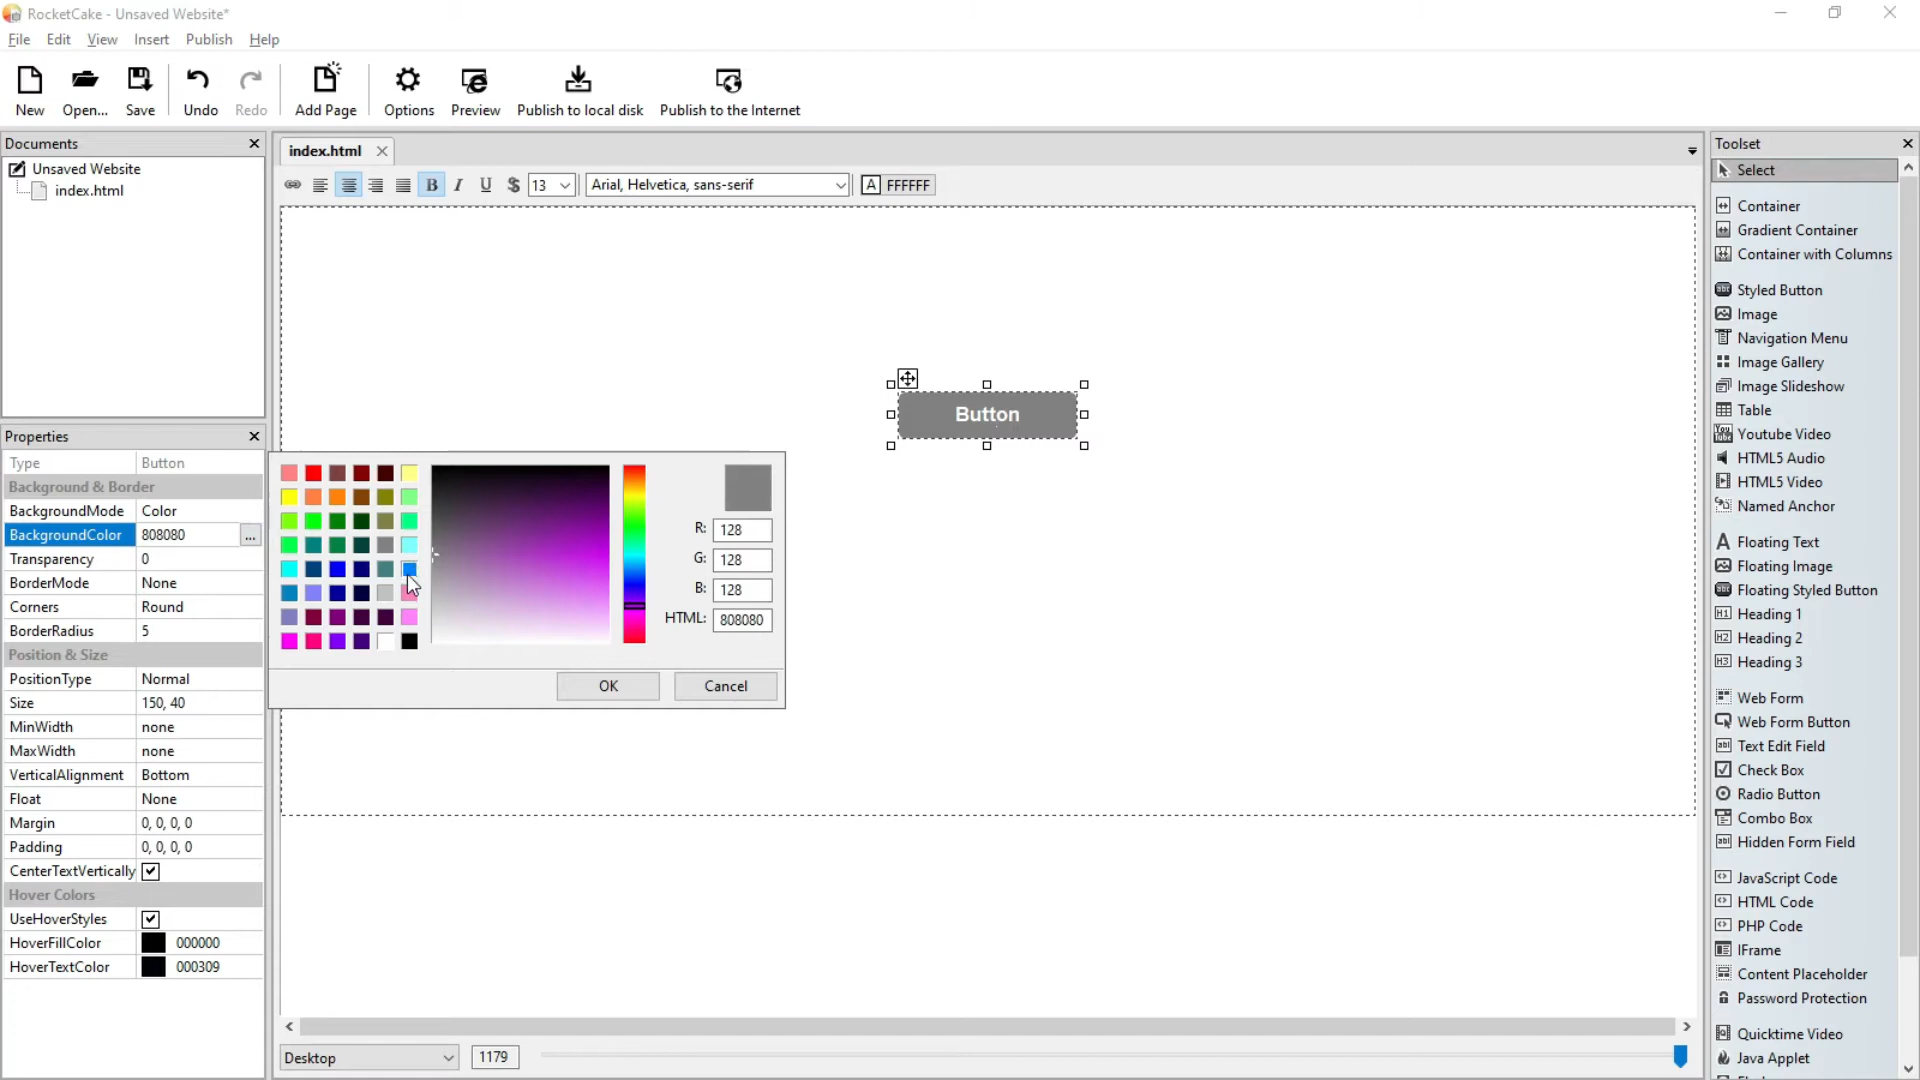 RocketCake - Unsaved Website*
File Edit View Insert Publish Help
New Open... Save Undo Redo Add Page Options Preview Publish to local disk Publish to the Internet
Documents
Unsaved Website
index.html
index.html
B I U $ 13 Arial, Helvetica, sans-serif A FFFFFF
Button
Properties
Type Button
Background & Border
BackgroundMode Color
BackgroundColor 808080 ...
Transparency 0
BorderMode None
Corners Round
BorderRadius 5
Position & Size
PositionType Normal
Size 150, 40
MinWidth none
MaxWidth none
VerticalAlignment Bottom
Float None
Margin 0, 0, 0, 0
Padding 0, 0, 0, 0
CenterTextVertically
Hover Colors
UseHoverStyles
HoverFillColor 000000
HoverTextColor 000309
R: 128
G: 128
B: 128
HTML: 808080
OK Cancel
Desktop 1179
Toolset
Select
Container
Gradient Container
Container with Columns
Styled Button
Image
Navigation Menu
Image Gallery
Image Slideshow
Table
Youtube Video
HTML5 Audio
HTML5 Video
Named Anchor
Floating Text
Floating Image
Floating Styled Button
H1 Heading 1
H2 Heading 2
H3 Heading 3
Web Form
Web Form Button
Text Edit Field
Check Box
Radio Button
Combo Box
Hidden Form Field
JavaScript Code
HTML Code
PHP Code
IFrame
Content Placeholder
Password Protection
Quicktime Video
Java Applet